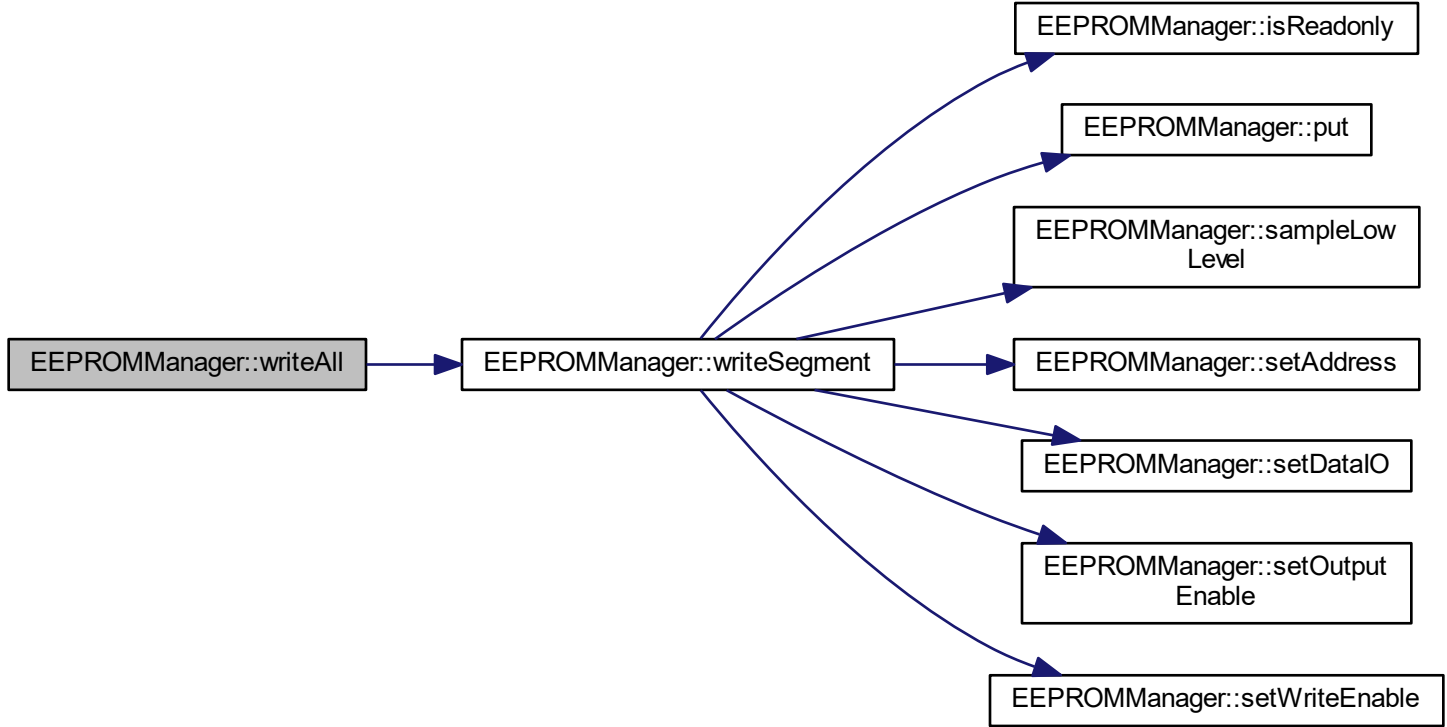 EEPROMManager::isReadonly
EEPROMManager::put
EEPROMManager::sampleLow
Level
EEPROMManager::writeAll
EEPROMManager::writeSegment
EEPROMManager::setAddress
EEPROMManager::setDataIO
EEPROMManager::setOutput
Enable
EEPROMManager::setWriteEnable